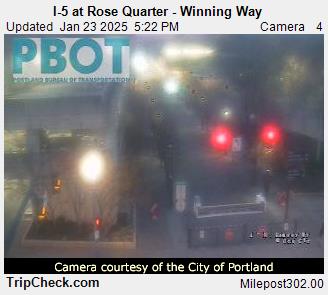 I-5 at Rose Quarter - Winning Way
Updated Jan 23 2025 5:22 PM Camera 4
PBOT
PORTLAND BUREAU OF TRANSPORTATION
Camera courtesy of the City of Portland
TripCheck.com Milepost302.00